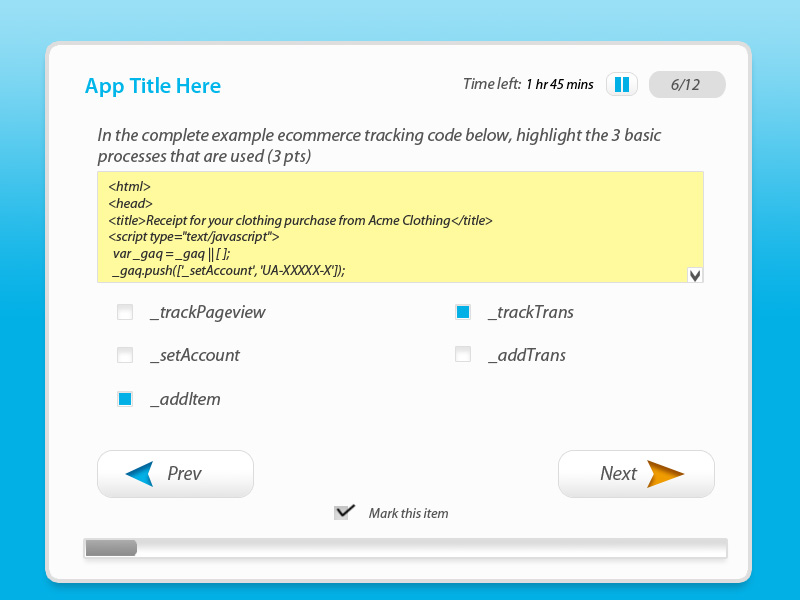 App Title Here
Time left: 1 hr 45 mins
6/12
In the complete example ecommerce tracking code below, highlight the 3 basic
processes that are used (3 pts)
<html>
<head>
<title>Receipt for your clothing purchase from Acme Clothing</title>
<script type="text/javascript">
var _gaq = _gaq || [ ];
_gaq.push(['_setAccount', 'UA-XXXXX-X']);
_trackPageview
_trackTrans
_setAccount
_addTrans
_addItem
Prev
Next
Mark this item